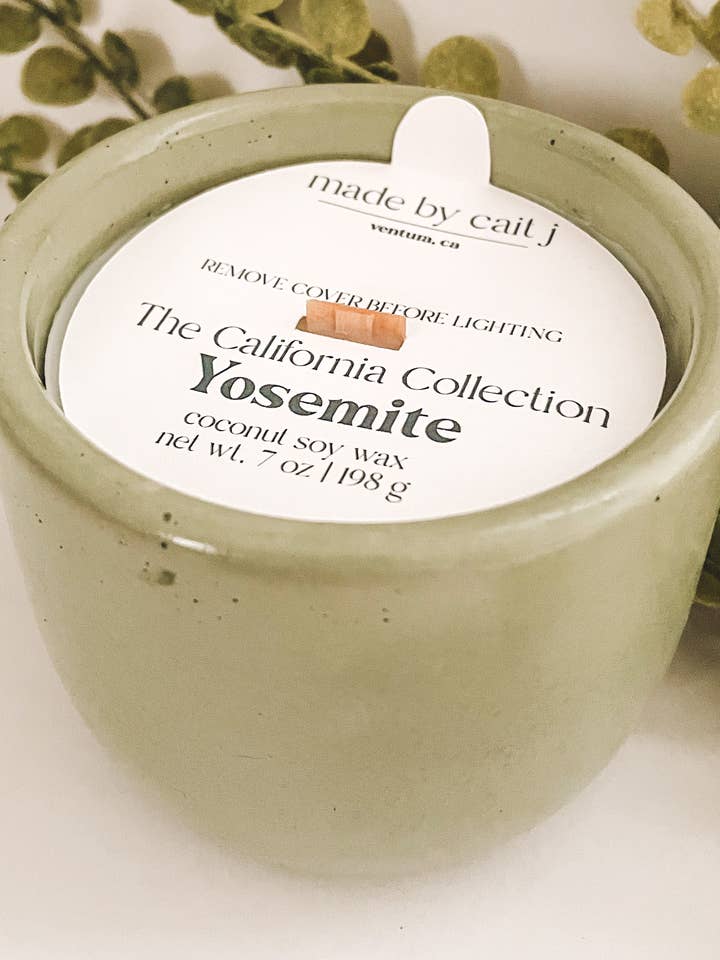 made by cait j
ventura, ca
REMOVE COVER BEFORE LIGHTING
The California Collection
Yosemite
coconut soy wax
net wt. 7 oz | 198 g